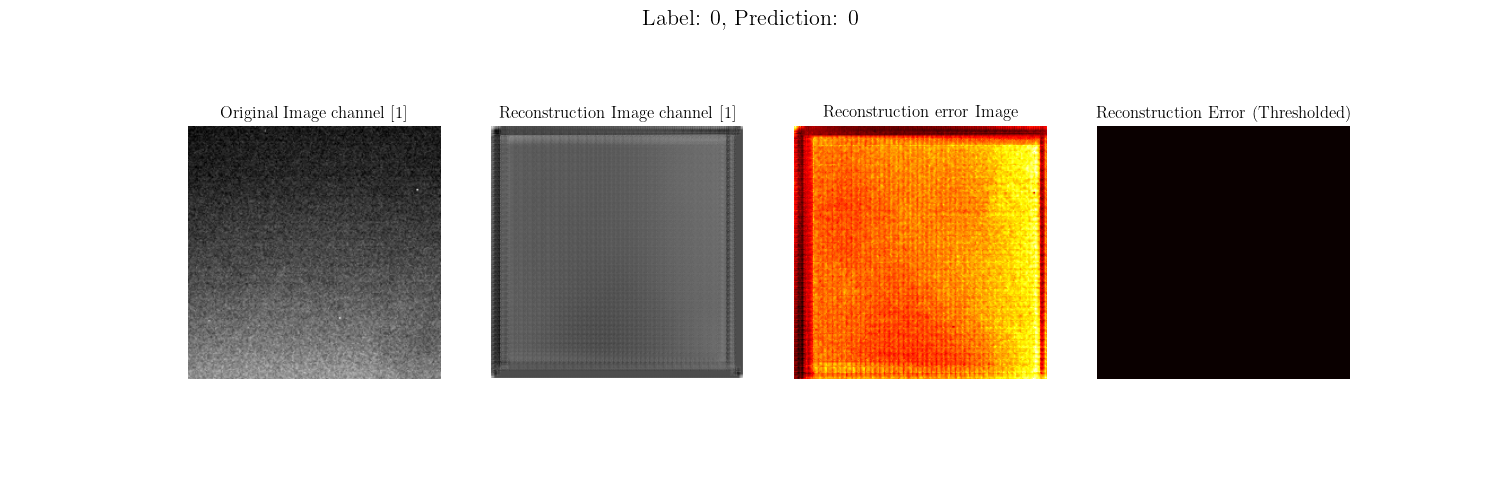 Label: 0, Prediction: 0
Original Image channel [1]
Reconstruction Image channel [1]
Reconstruction error Image
Reconstruction Error (Thresholded)